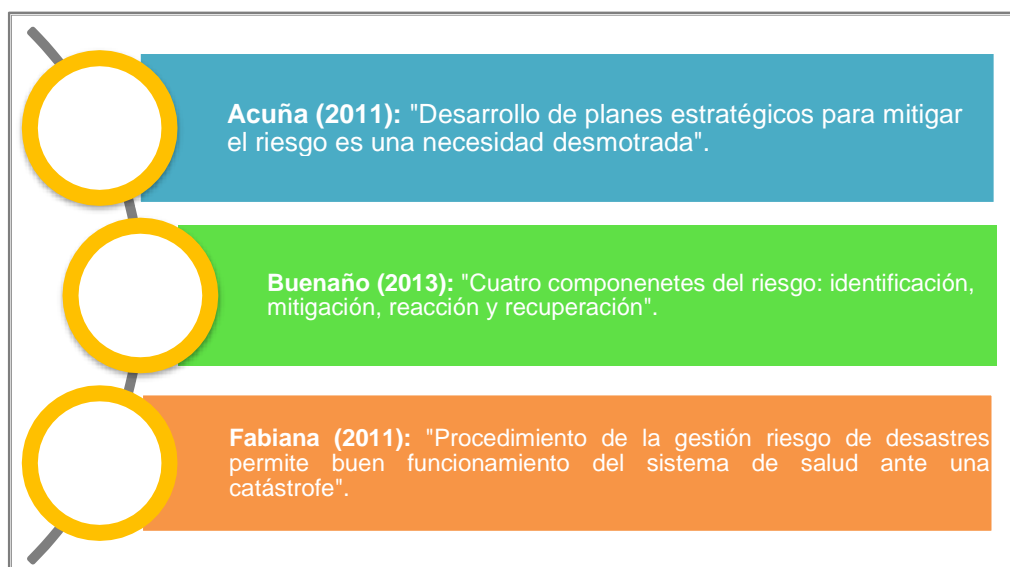 Acuña (2011): "Desarrollo de planes estratégicos para mitigar
el riesgo es una necesidad desmotrada".
Buenaño (2013): "Cuatro componenetes del riesgo: identificación,
mitigación, reacción y recuperación".
Fabiana (2011): "Procedimiento de la gestión riesgo de desastres
permite buen funcionamiento del sistema de salud ante una
catástrofe".